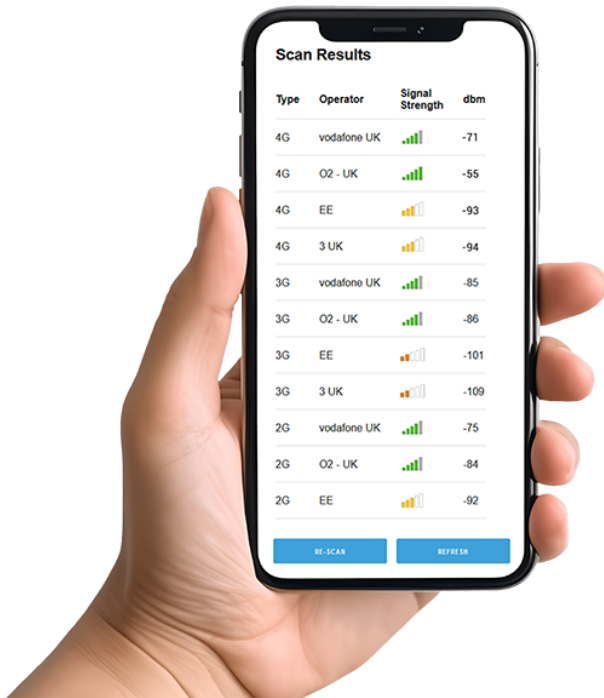 Scan Results
Type Operator Signal Strength dbm
4G vodafone UK -71
4G O2 - UK -55
4G EE -93
4G 3 UK -94
3G vodafone UK -85
3G O2 - UK -86
3G EE -101
3G 3 UK -109
2G vodafone UK -75
2G O2 - UK -84
2G EE -92
RE-SCAN REFRESH